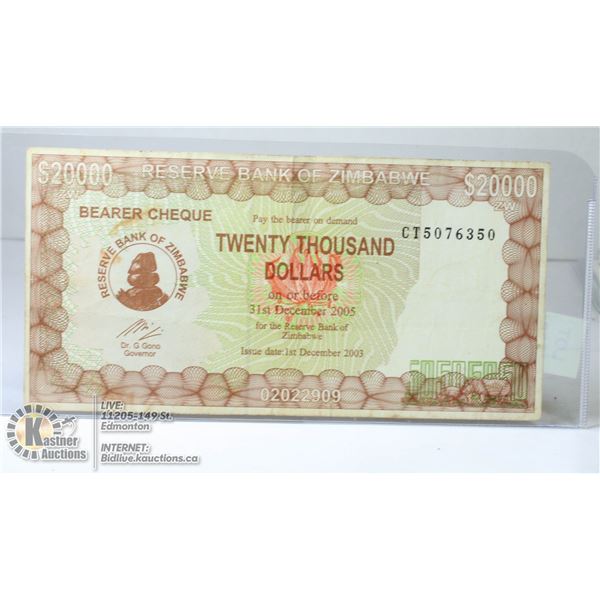 $20000 RESERVE BANK OF ZIMBABWE $20000
ZW
BEARER CHEQUE
Pay the bearer on demand
CT5076350
TWENTY THOUSAND
DOLLARS
on or before
31st December 2005
for the Reserve Bank of
Zimbabwe
Issue date:1st December 2003
RESERVE BANK OF ZIMBABWE
Dr. G Gono
Governor
02022909
Kastner
Auctions
LIVE:
11205-149 St.
Edmonton
INTERNET:
Bidlive.kauctions.ca